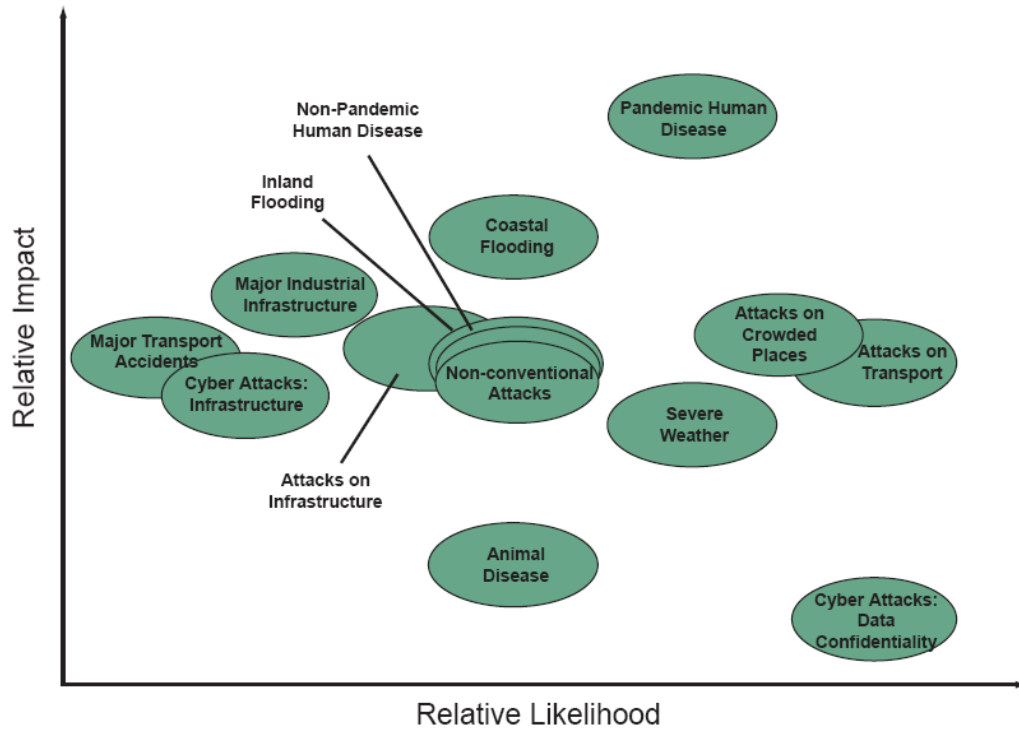 Pandemic Human
Disease
Non-Pandemic
Human Disease
Inland
Flooding
Coastal
Flooding
Major Industrial
Infrastructure
Major Transport
Accidents
Attacks on
Crowded
Places
Attacks on
Transport
Cyber Attacks:
Infrastructure
Non-conventional
Attacks
Severe
Weather
Attacks on
Infrastructure
Animal
Disease
Cyber Attacks:
Data
Confidentiality
Relative Impact
Relative Likelihood